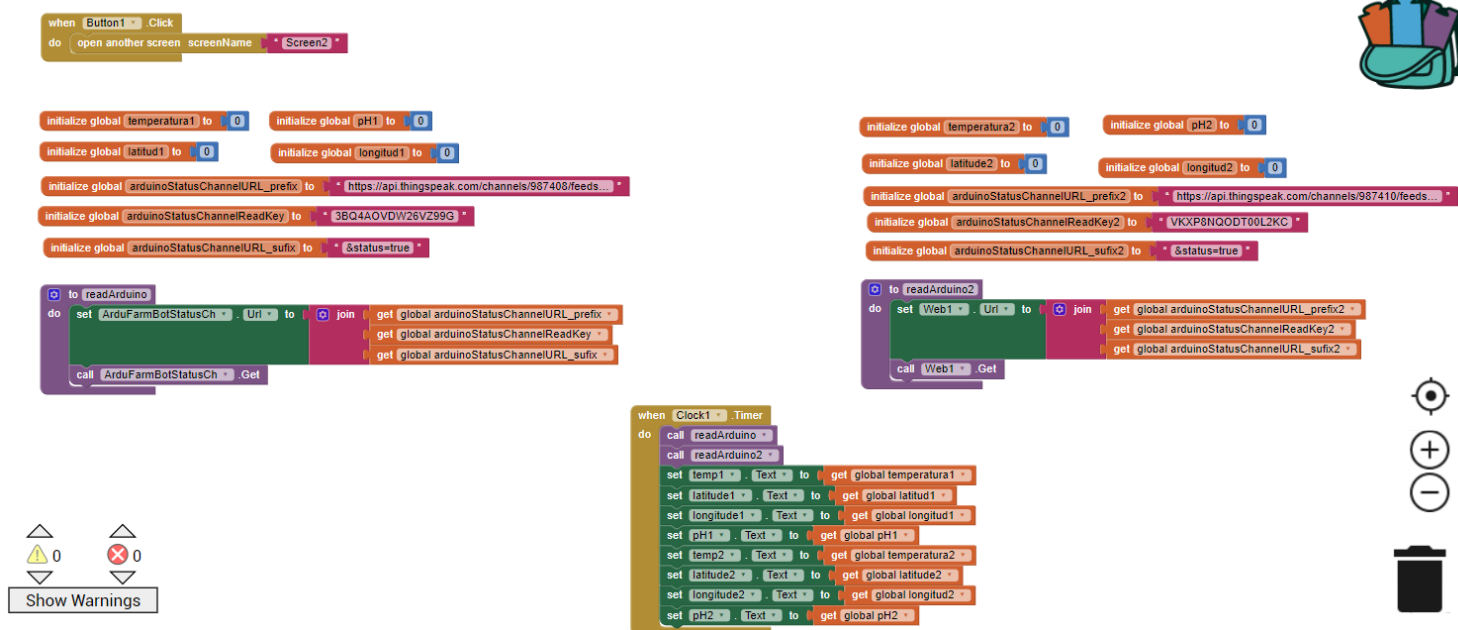 when Button1 .Click
do open another screen screenName " Screen2 "
initialize global temperatura1 to 0
initialize global pH1 to 0
initialize global latitud1 to 0
initialize global longitud1 to 0
initialize global arduinoStatusChannelURL_prefix to " https://api.thingspeak.com/channels/987408/feeds... "
initialize global arduinoStatusChannelReadKey to " 3BQ4AOVDW26VZ99G "
initialize global arduinoStatusChannelURL_sufix to " &status=true "
to readArduino
do set ArduFarmBotStatusCh . Url to join get global arduinoStatusChannelURL_prefix
get global arduinoStatusChannelReadKey
get global arduinoStatusChannelURL_sufix
call ArduFarmBotStatusCh .Get
initialize global temperatura2 to 0
initialize global pH2 to 0
initialize global latitude2 to 0
initialize global longitud2 to 0
initialize global arduinoStatusChannelURL_prefix2 to " https://api.thingspeak.com/channels/987410/feeds... "
initialize global arduinoStatusChannelReadKey2 to " VKXP8NQODT00L2KC "
initialize global arduinoStatusChannelURL_sufix2 to " &status=true "
to readArduino2
do set Web1 . Url to join get global arduinoStatusChannelURL_prefix2
get global arduinoStatusChannelReadKey2
get global arduinoStatusChannelURL_sufix2
call Web1 .Get
when Clock1 .Timer
do call readArduino
call readArduino2
set temp1 . Text to get global temperatura1
set latitude1 . Text to get global latitud1
set longitude1 . Text to get global longitud1
set pH1 . Text to get global pH1
set temp2 . Text to get global temperatura2
set latitude2 . Text to get global latitude2
set longitude2 . Text to get global longitud2
set pH2 . Text to get global pH2
0 0
Show Warnings